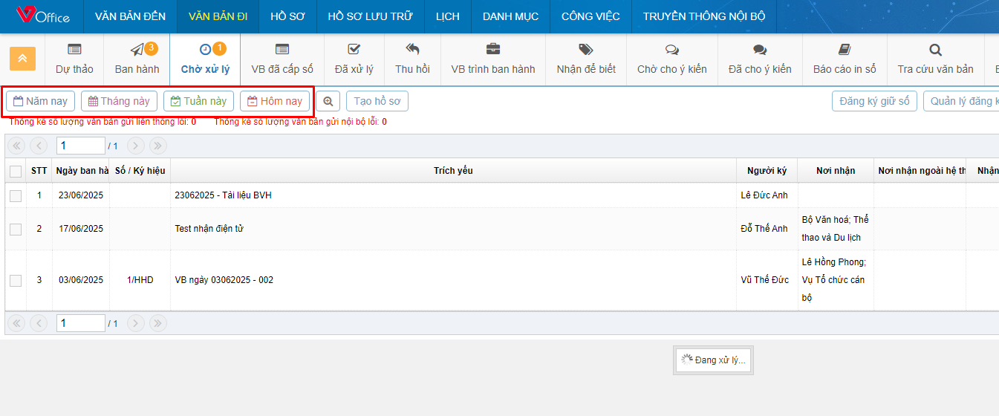 VOffice
VĂN BẢN ĐẾN
VĂN BẢN ĐI
HỒ SƠ
HỒ SƠ LƯU TRỮ
LỊCH
DANH MỤC
CÔNG VIỆC
TRUYỀN THÔNG NỘI BỘ
3
1
Dự thảo
Ban hành
Chờ xử lý
VB đã cấp số
Đã xử lý
Thu hồi
VB trình ban hành
Nhận để biết
Chờ cho ý kiến
Đã cho ý kiến
Báo cáo in sổ
Tra cứu văn bản
Năm nay
Tháng này
Tuần này
Hôm nay
Tạo hồ sơ
Đăng ký giữ số
Quản lý đăng k
Thống kê số lượng văn bản gửi liên thông lỗi: 0
Thống kê số lượng văn bản gửi nội bộ lỗi: 0
1 / 1
STT
Ngày ban hà
Số / Ký hiệu
Trích yếu
Người ký
Nơi nhận
Nơi nhận ngoài hệ th
Nhận
1
23/06/2025
23062025 - Tài liệu BVH
Lê Đức Anh
2
17/06/2025
Test nhận điện tử
Đỗ Thế Anh
Bộ Văn hoá; Thể
thao và Du lịch
3
03/06/2025
1/HHD
VB ngày 03062025 - 002
Vũ Thế Đức
Lê Hồng Phong;
Vụ Tổ chức cán
bộ
1 / 1
Đang xử lý...